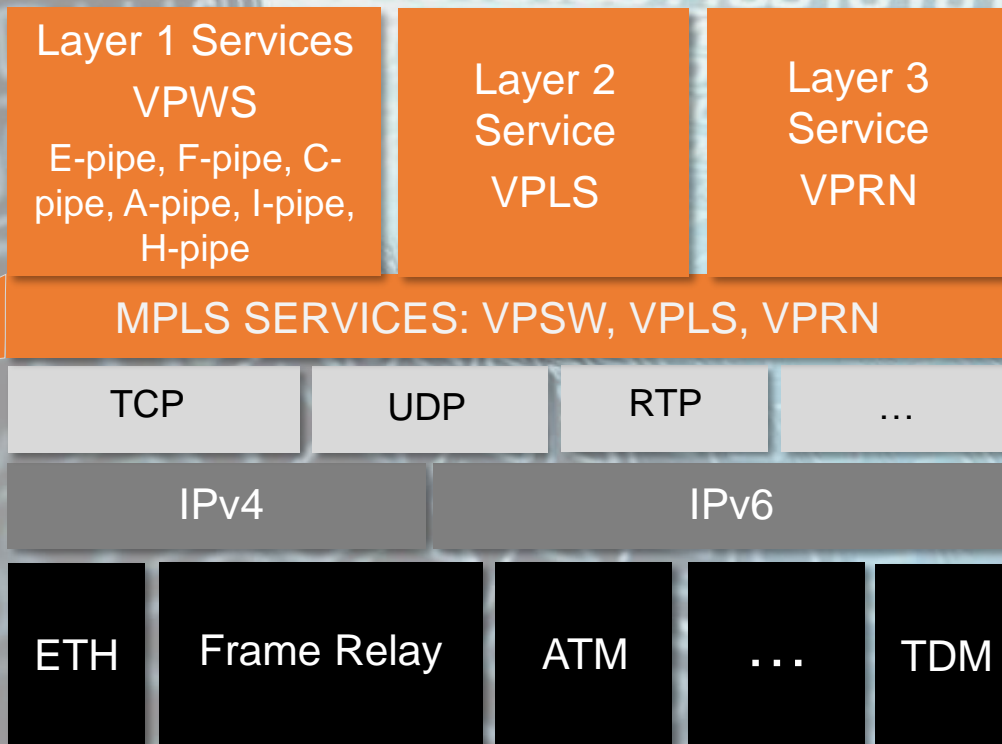 Layer 1 Services
VPWS
E-pipe, F-pipe, C-
pipe, A-pipe, I-pipe,
H-pipe
Layer 2
Service
VPLS
Layer 3
Service
VPRN
MPLS SERVICES: VPSW, VPLS, VPRN
TCP
UDP
RTP
…
IPv4
IPv6
ETH
Frame Relay
ATM
…
TDM